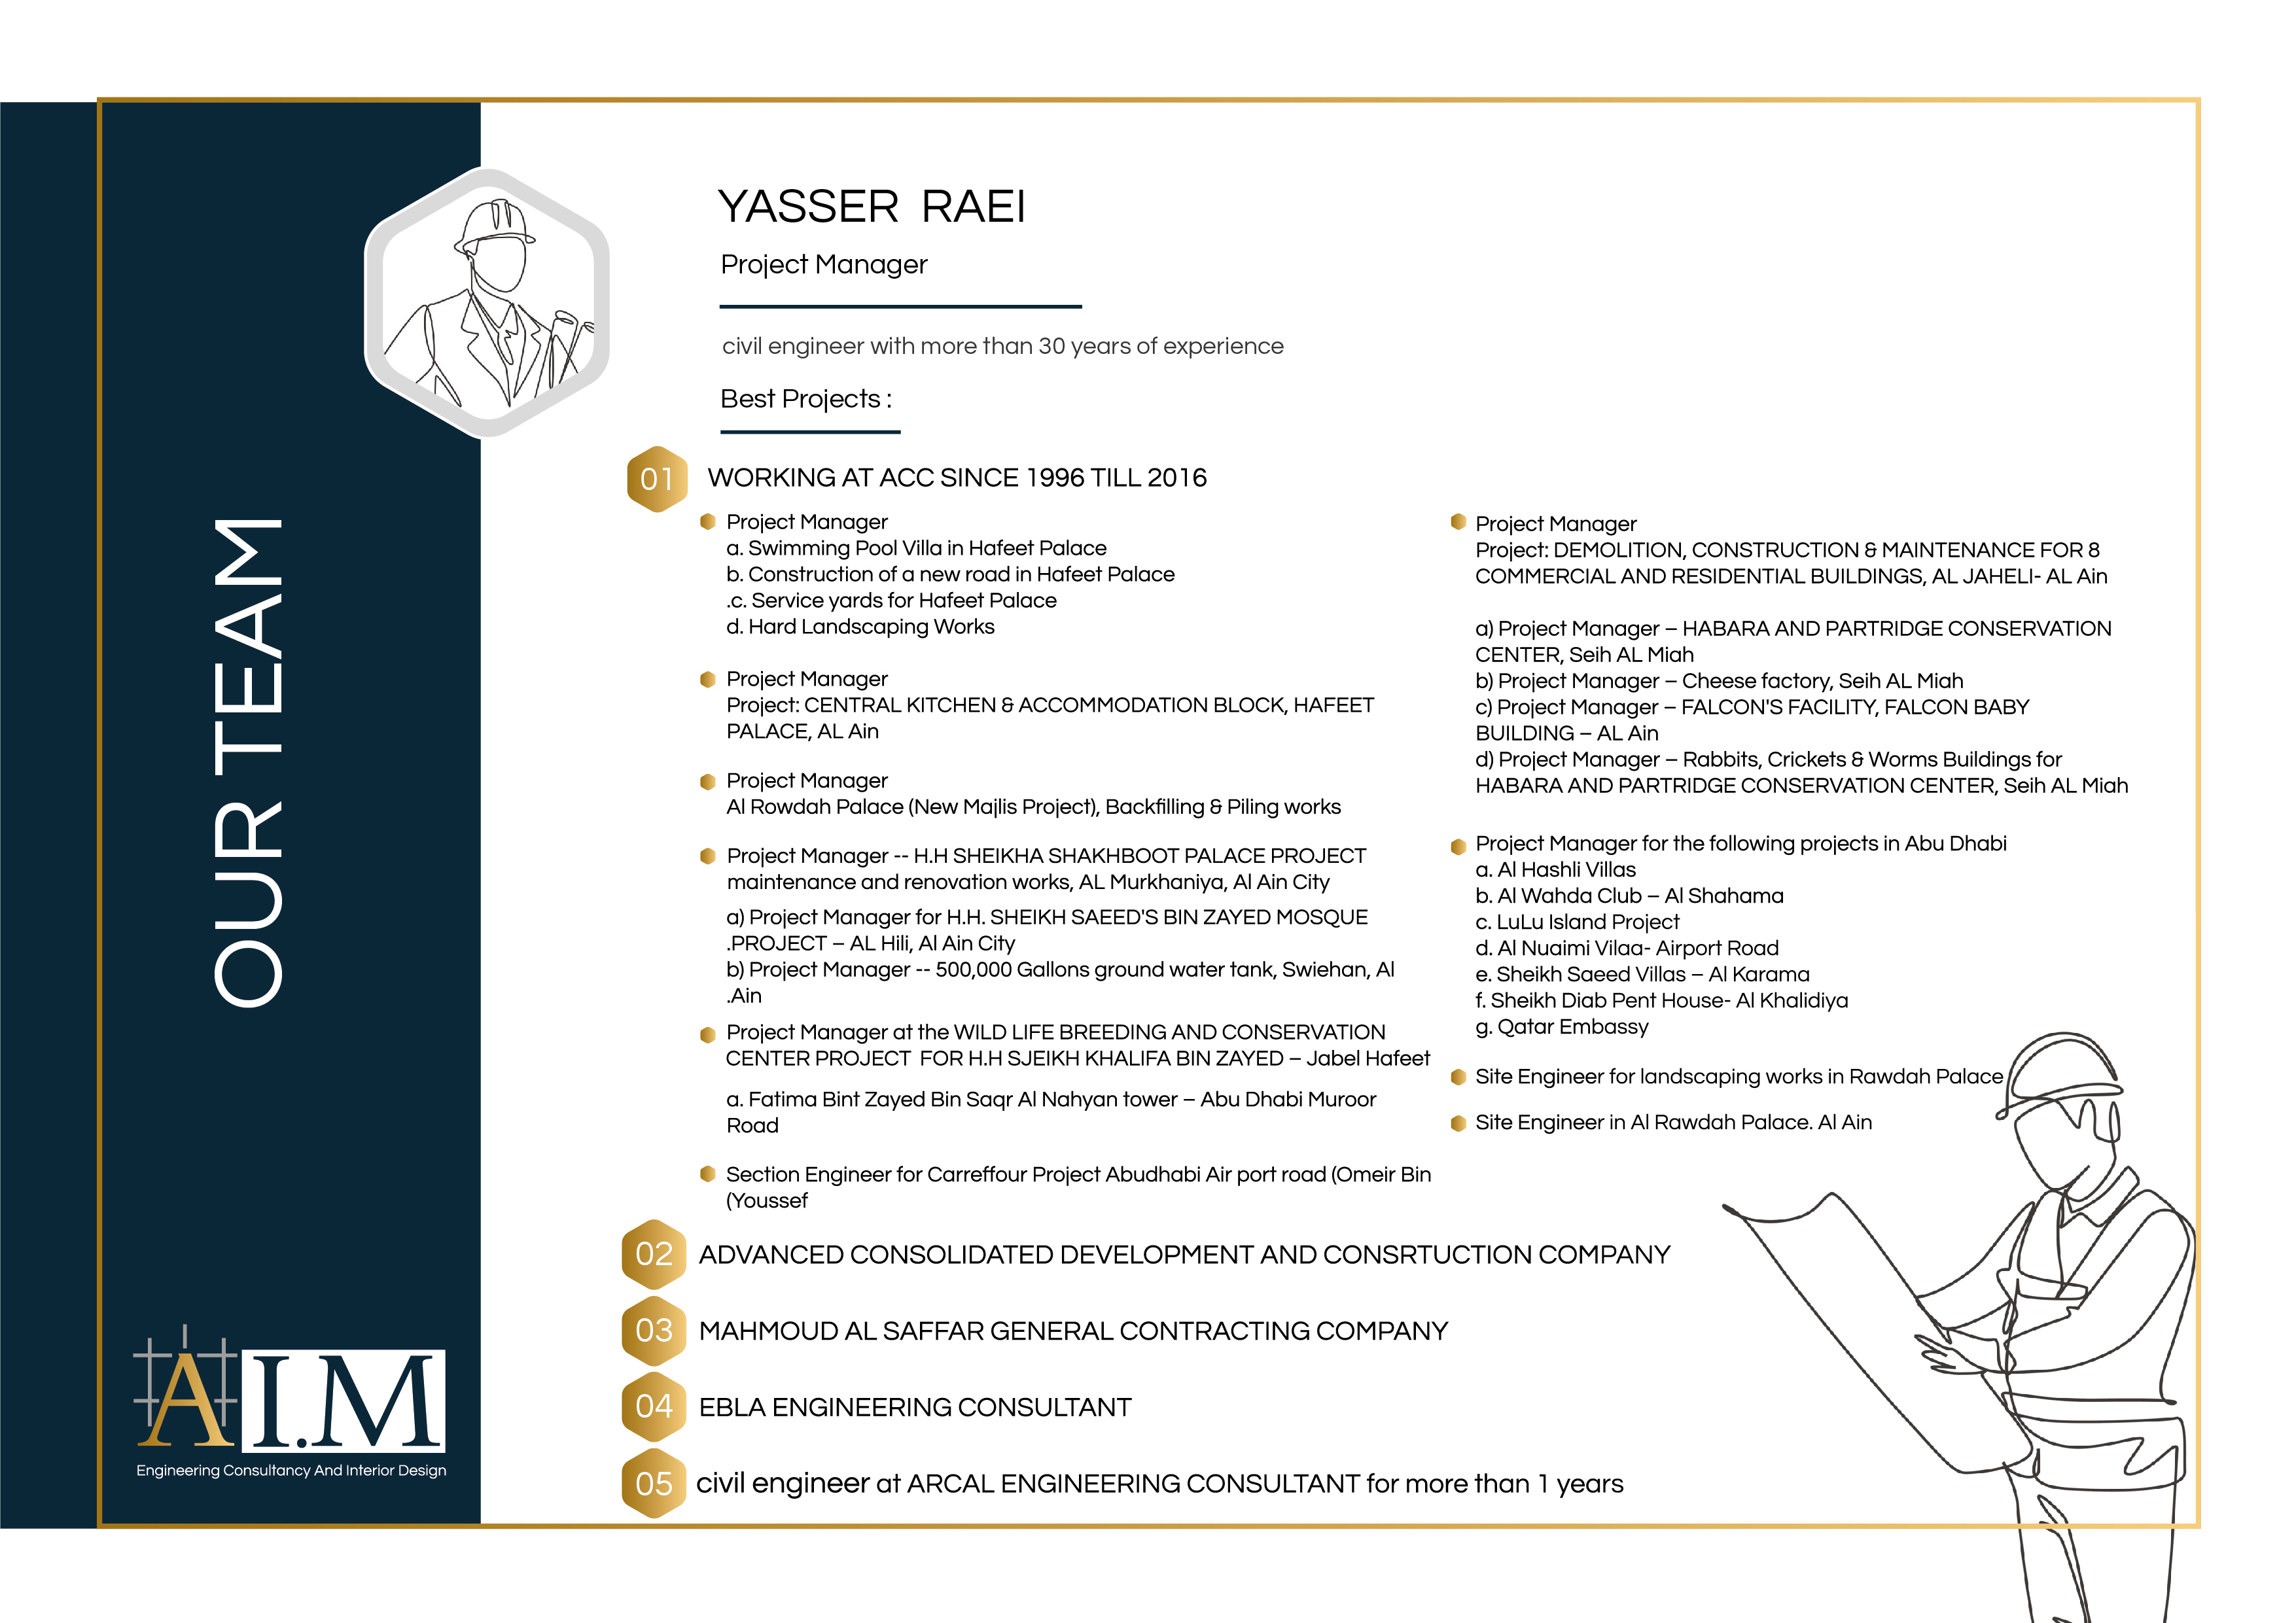 OUR TEAM
A I.M
Engineering Consultancy And Interior Design
YASSER RAEI
Project Manager
civil engineer with more than 30 years of experience
Best Projects :
01
WORKING AT ACC SINCE 1996 TILL 2016
Project Manager
a. Swimming Pool Villa in Hafeet Palace
b. Construction of a new road in Hafeet Palace
.c. Service yards for Hafeet Palace
d. Hard Landscaping Works
Project Manager
Project: CENTRAL KITCHEN & ACCOMMODATION BLOCK, HAFEET
PALACE, AL Ain
Project Manager
Al Rowdah Palace (New Majlis Project), Backfilling & Piling works
Project Manager -- H.H SHEIKHA SHAKHBOOT PALACE PROJECT
maintenance and renovation works, AL Murkhaniya, Al Ain City
a) Project Manager for H.H. SHEIKH SAEED'S BIN ZAYED MOSQUE
.PROJECT – AL Hili, Al Ain City
b) Project Manager -- 500,000 Gallons ground water tank, Swiehan, Al
.Ain
Project Manager at the WILD LIFE BREEDING AND CONSERVATION
CENTER PROJECT FOR H.H SJEIKH KHALIFA BIN ZAYED – Jabel Hafeet
a. Fatima Bint Zayed Bin Saqr Al Nahyan tower – Abu Dhabi Muroor
Road
Section Engineer for Carreffour Project Abudhabi Air port road (Omeir Bin
(Youssef
Project Manager
Project: DEMOLITION, CONSTRUCTION & MAINTENANCE FOR 8
COMMERCIAL AND RESIDENTIAL BUILDINGS, AL JAHELI- AL Ain
a) Project Manager – HABARA AND PARTRIDGE CONSERVATION
CENTER, Seih AL Miah
b) Project Manager – Cheese factory, Seih AL Miah
c) Project Manager – FALCON'S FACILITY, FALCON BABY
BUILDING – AL Ain
d) Project Manager – Rabbits, Crickets & Worms Buildings for
HABARA AND PARTRIDGE CONSERVATION CENTER, Seih AL Miah
Project Manager for the following projects in Abu Dhabi
a. Al Hashli Villas
b. Al Wahda Club – Al Shahama
c. LuLu Island Project
d. Al Nuaimi Vilaa- Airport Road
e. Sheikh Saeed Villas – Al Karama
f. Sheikh Diab Pent House- Al Khalidiya
g. Qatar Embassy
Site Engineer for landscaping works in Rawdah Palace
Site Engineer in Al Rawdah Palace. Al Ain
02
ADVANCED CONSOLIDATED DEVELOPMENT AND CONSRTUCTION COMPANY
03
MAHMOUD AL SAFFAR GENERAL CONTRACTING COMPANY
04
EBLA ENGINEERING CONSULTANT
05
civil engineer at ARCAL ENGINEERING CONSULTANT for more than 1 years